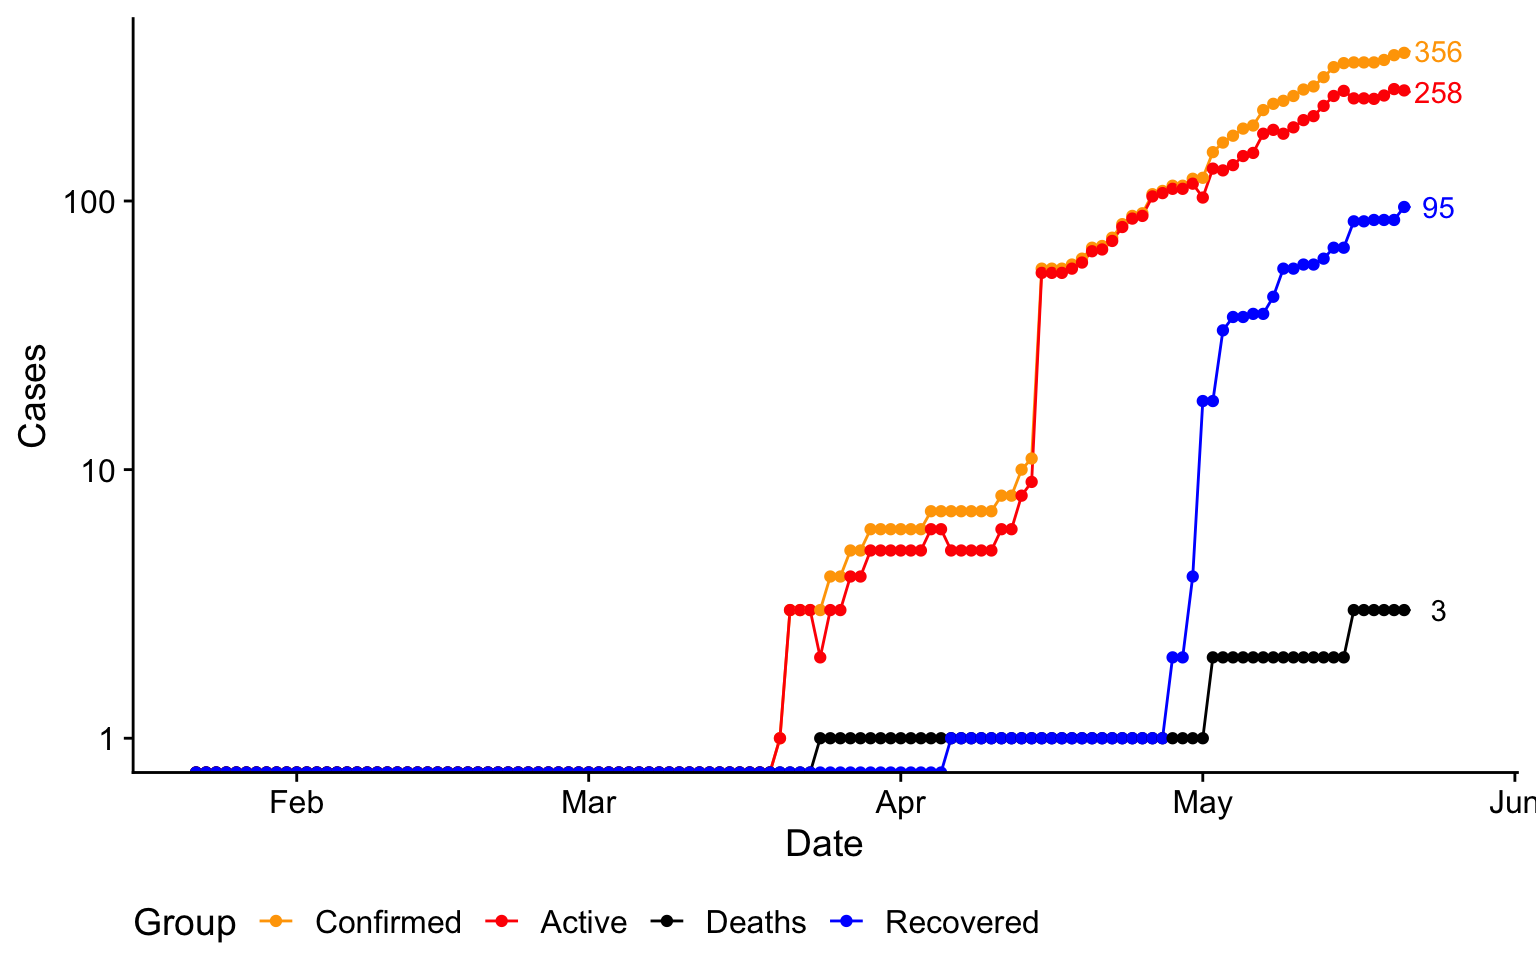 356
258
100
95
Cases
10
3
1
Feb Mar Apr May Jun
Date
Group Confirmed Active Deaths Recovered